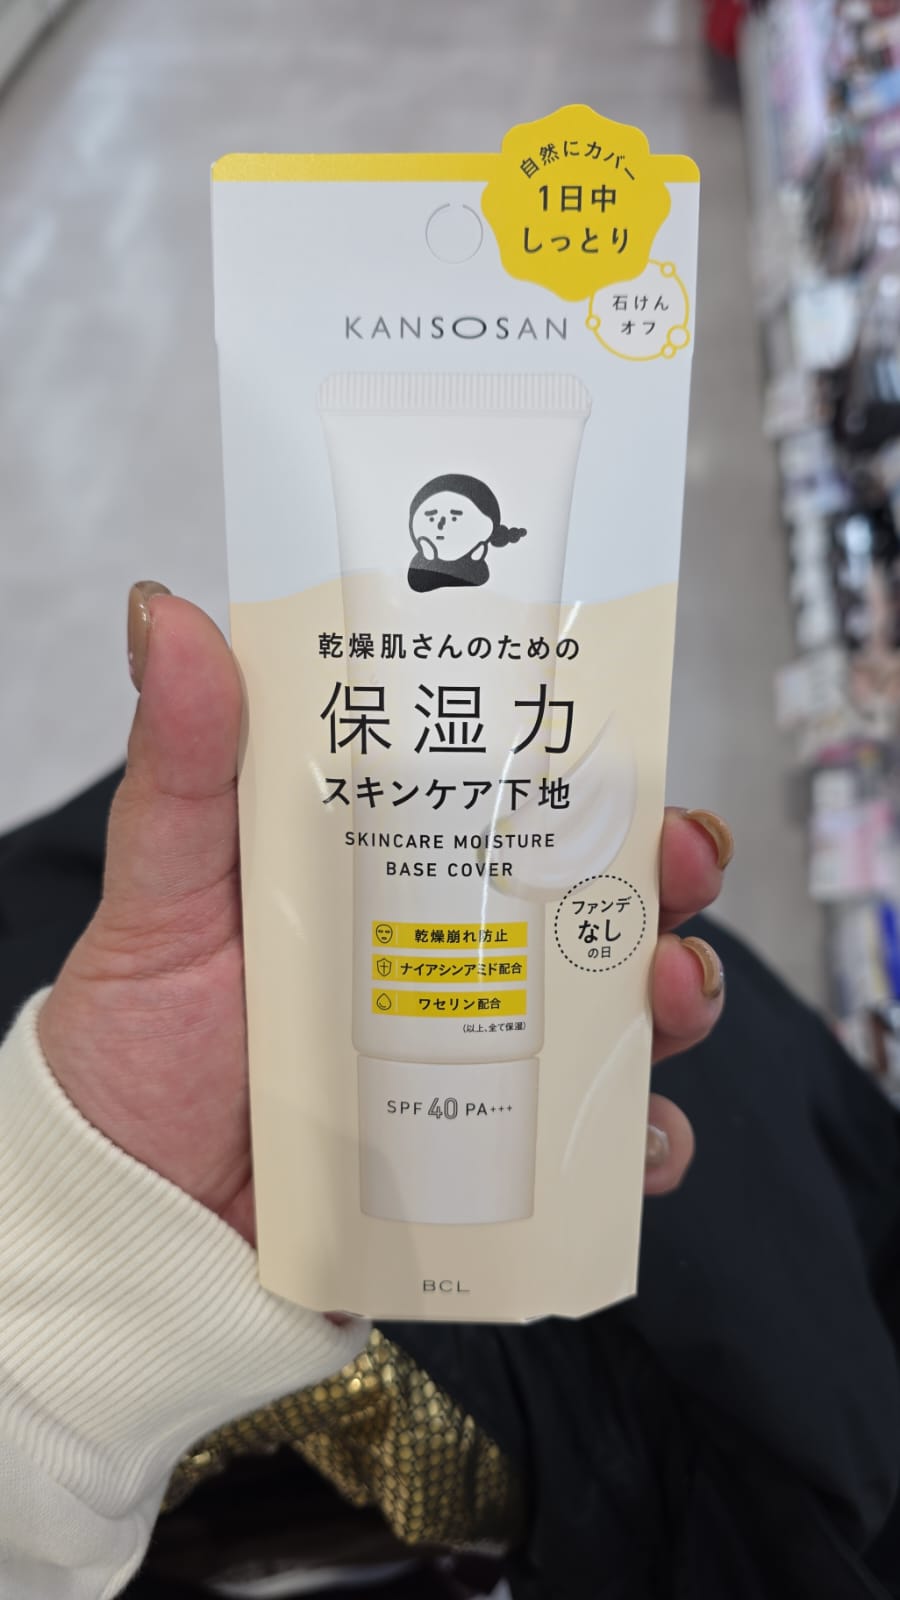 自然にカバー
1日中
しっとり
石けん
オフ
KANSOSAN
乾燥肌さんのための
保湿力
スキンケア下地
SKINCARE MOISTURE
BASE COVER
ファンデ
なし
の日
乾燥崩れ防止
ナイアシンアミド配合
ワセリン配合
(以上、全て保湿)
SPF 40 PA+++
BCL